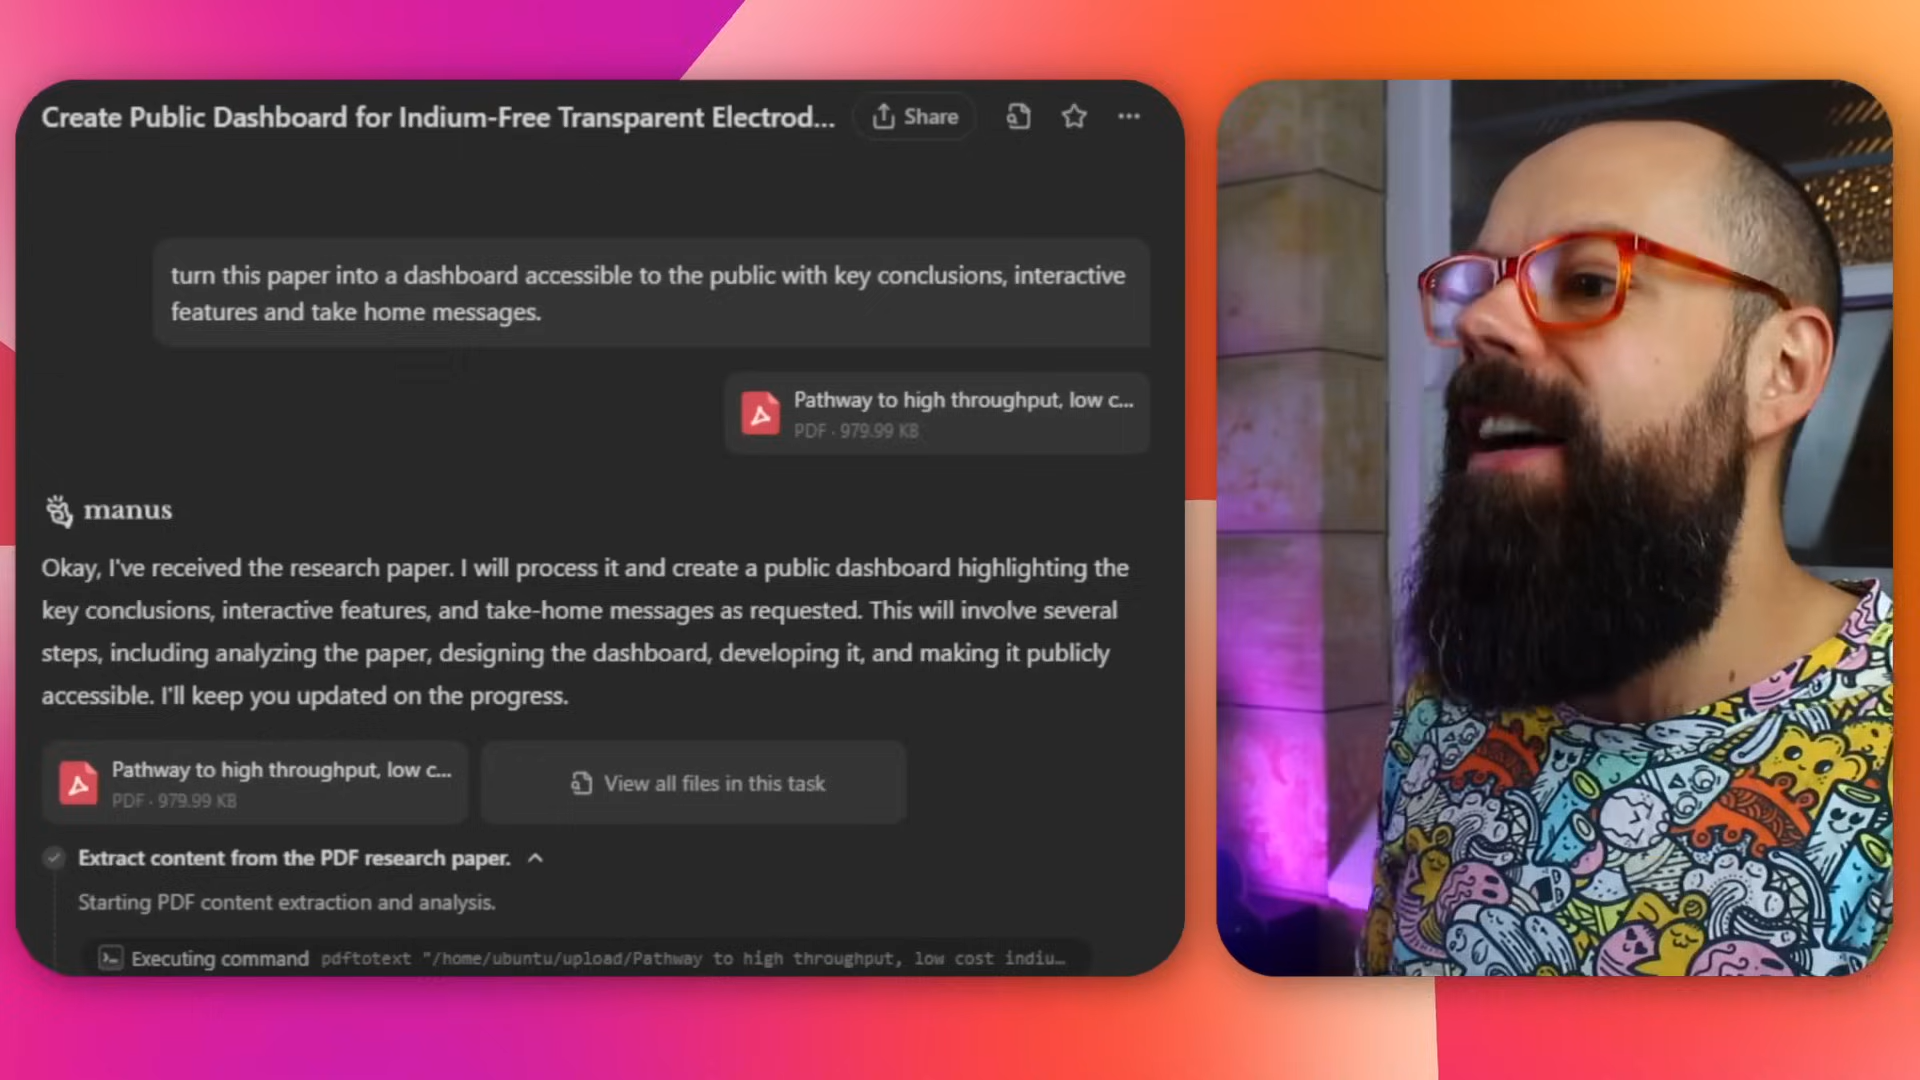 Create Public Dashboard for Indium-Free Transparent Electrod...
Share
turn this paper into a dashboard accessible to the public with key conclusions, interactive
features and take home messages.
Pathway to high throughput, low c...
PDF · 979.99 KB
manus
Okay, I've received the research paper. I will process it and create a public dashboard highlighting the
key conclusions, interactive features, and take-home messages as requested. This will involve several
steps, including analyzing the paper, designing the dashboard, developing it, and making it publicly
accessible. I'll keep you updated on the progress.
Pathway to high throughput, low c...
PDF · 979.99 KB
View all files in this task
Extract content from the PDF research paper.
Starting PDF content extraction and analysis.
Executing command pdftotext "/home/ubuntu/upload/Pathway to high throughput, low cost indiu...